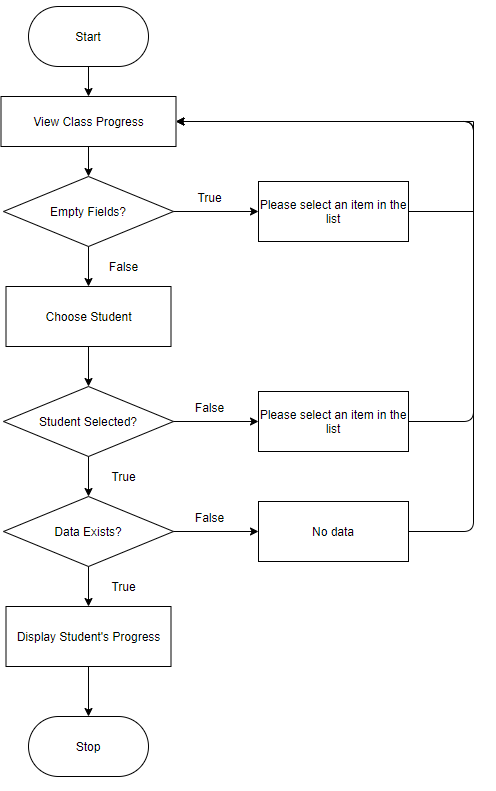 Start
View Class Progress
Empty Fields?
True
Please select an item in the
list
False
Choose Student
Student Selected?
False
Please select an item in the
list
True
Data Exists?
False
No data
True
Display Student's Progress
Stop